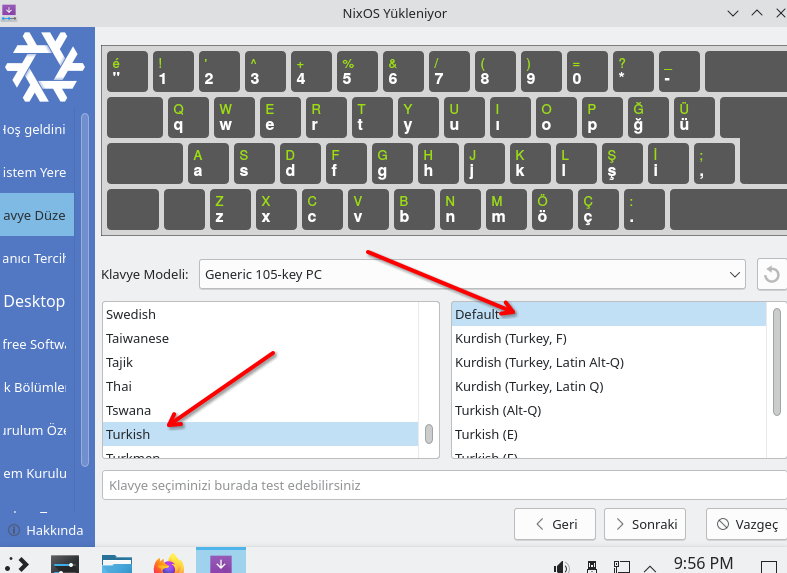 NixOS Yükleniyor
é ! ' ^ + % & / ( ) = ? _
" 1 2 3 4 5 6 7 8 9 0 * -
Q W E R T Y U I O P Ğ Ü
q w e r t y u ı o p ğ ü
A S D F G H J K L Ş İ ;
a s d f g h j k l ş i ,
Z X C V B N M Ö Ç :
z x c v b n m ö ç .
loş geldini
istem Yere
avye Düze
anıcı Tercih
Desktop
free Softwa
k Bölümle
urulum Öze
em Kurulu
Hakkında
Klavye Modeli: Generic 105-key PC
Swedish
Taiwanese
Tajik
Thai
Tswana
Turkish
Turkmen
Default
Kurdish (Turkey, F)
Kurdish (Turkey, Latin Alt-Q)
Kurdish (Turkey, Latin Q)
Turkish (Alt-Q)
Turkish (E)
Turkish (F)
Klavye seçiminizi burada test edebilirsiniz
Geri Sonraki Vazgeç
9:56 PM